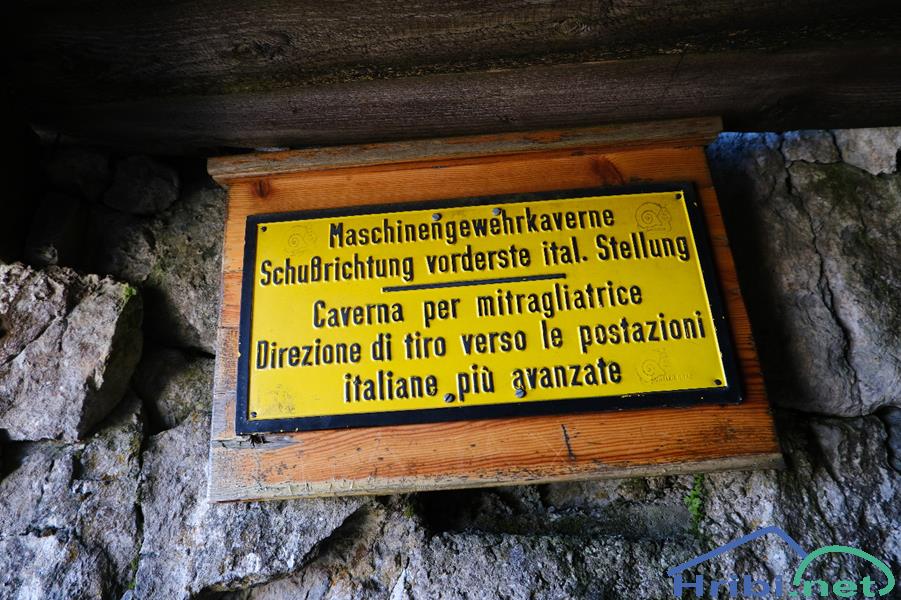 Maschinengewehrkaverne
Schußrichtung vorderste ital. Stellung
Caverna per mitragliatrice
Direzione di tiro verso le postazioni
italiane più avanzate
Hribi.net